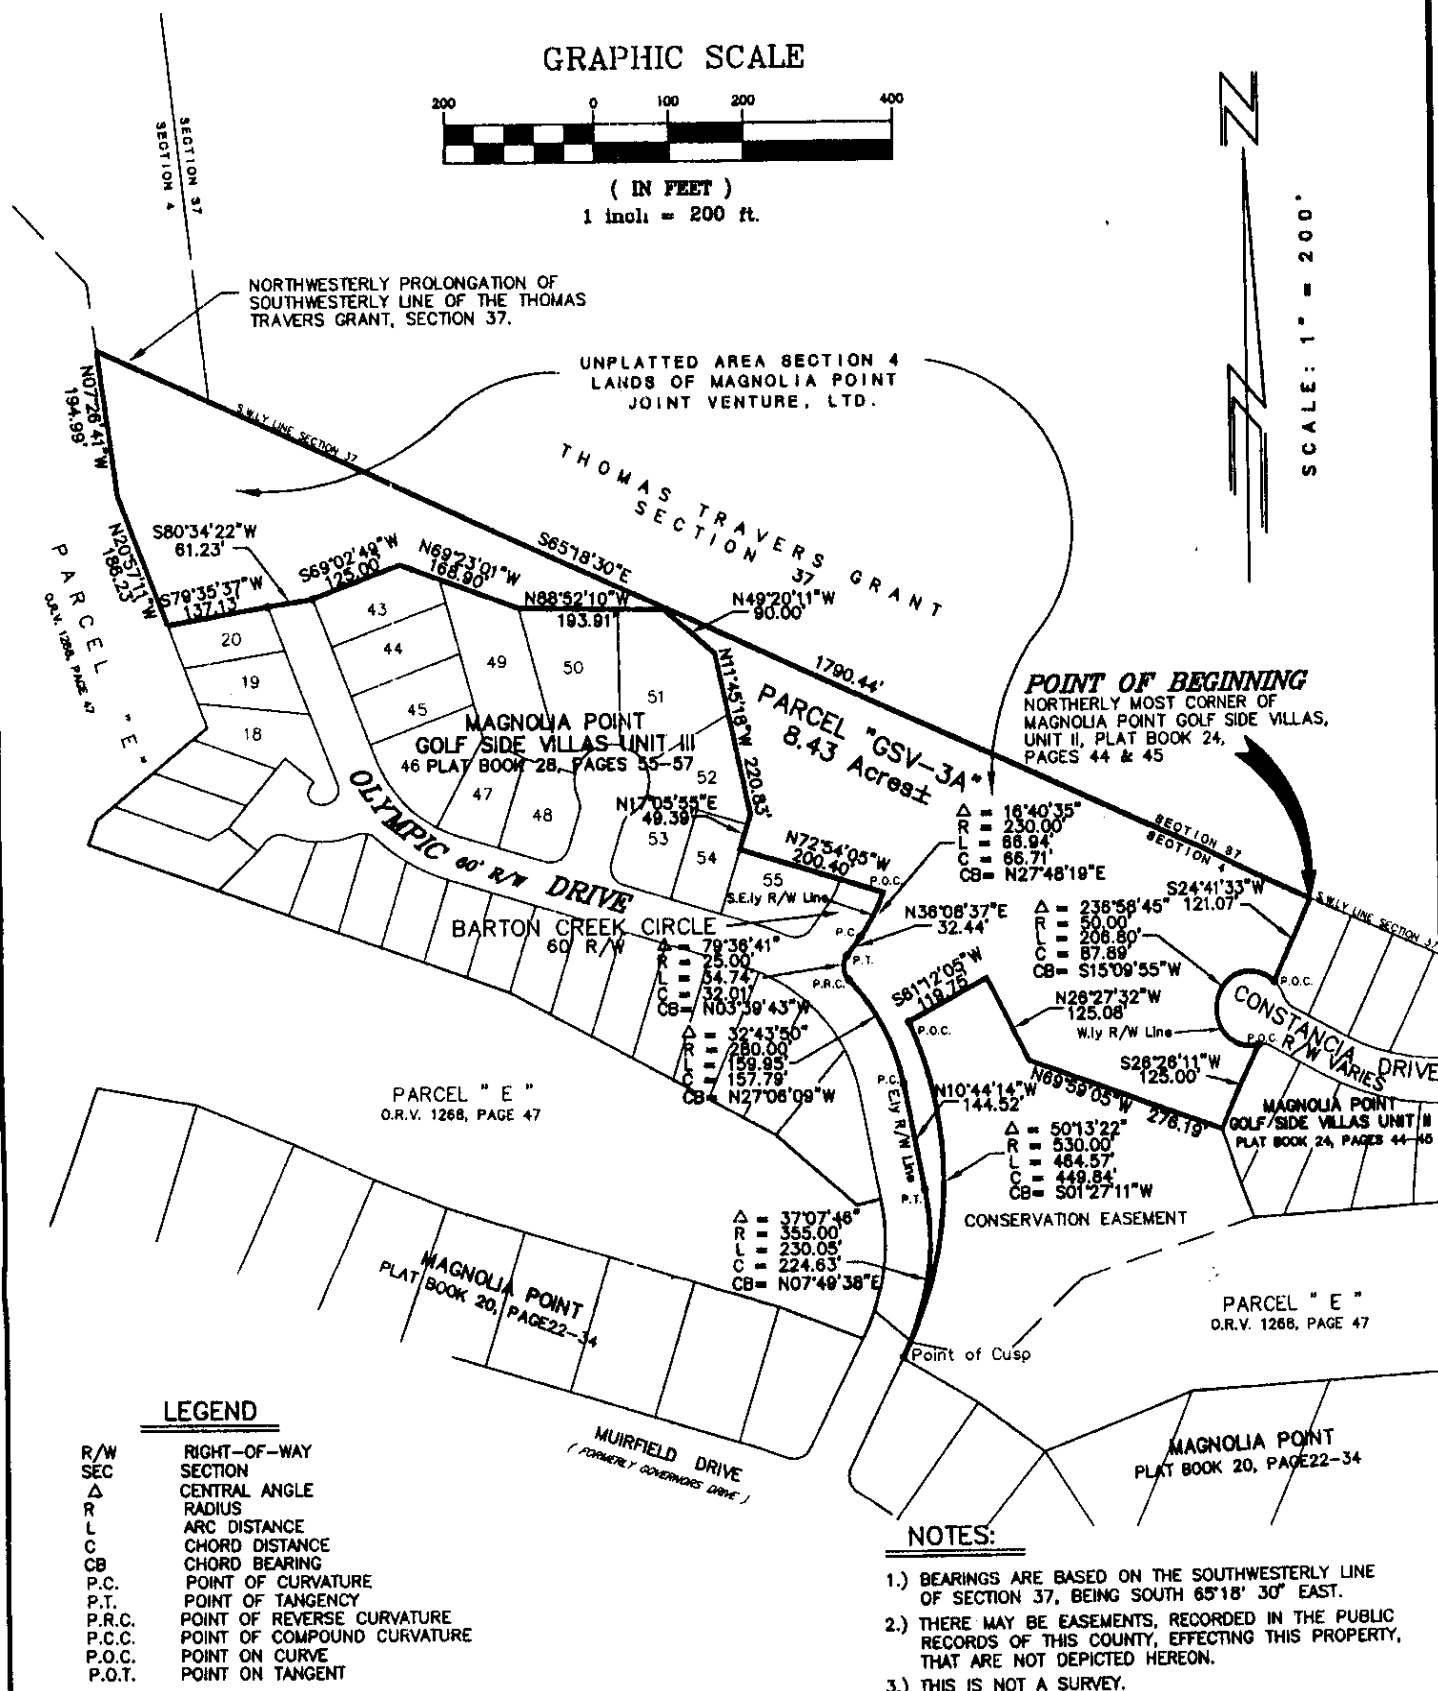 GRAPHIC SCALE
200 0 100 200 400
( IN FEET )
1 inch = 200 ft.
SCALE: 1" = 200'
SECTION 37
SECTION 4
NORTHWESTERLY PROLONGATION OF
SOUTHWESTERLY LINE OF THE THOMAS
TRAVERS GRANT, SECTION 37.
UNPLATTED AREA SECTION 4
LANDS OF MAGNOLIA POINT
JOINT VENTURE, LTD.
N07°26'41"W
194.99'
S.W.LY LINE SECTION 37
THOMAS TRAVERS GRANT
SECTION 37
S65°18'30"E
1790.44'
N20°57'11"W
186.23'
S80°34'22"W
61.23'
S79°35'37"W
137.13'
S69°02'49"W
125.00'
N69°23'01"W
168.90'
N88°52'10"W
193.91'
N49°20'11"W
90.00'
N11°45'18"W 220.83'
PARCEL "E"
O.R.V. 1268, PAGE 47
20
19
18
43
44
45
46
47
48
49
50
51
52
53
54
55
MAGNOLIA POINT
GOLF SIDE VILLAS UNIT III
PLAT BOOK 28, PAGES 55-57
PARCEL "GSV-3A"
8.43 Acres±
POINT OF BEGINNING
NORTHERLY MOST CORNER OF
MAGNOLIA POINT GOLF SIDE VILLAS,
UNIT II, PLAT BOOK 24,
PAGES 44 & 45
N17°05'55"E
49.39'
N72°54'05"W
200.40'
P.O.C.
S.E.ly R/W Line
Δ = 16°40'35"
R = 230.00'
L = 66.94'
C = 66.71'
CB= N27°48'19"E
SECTION 37
SECTION 4
S24°41'33"W
121.07'
S.W.LY LINE SECTION 37
OLYMPIC 60' R/W DRIVE
BARTON CREEK CIRCLE
60' R/W
P.C.
N36°08'37"E
32.44'
P.T.
P.R.C.
Δ = 79°36'41"
R = 25.00'
L = 34.74'
C = 32.01'
CB= N03°39'43"W
Δ = 236°58'45"
R = 50.00'
L = 206.80'
C = 87.89'
CB= S15°09'55"W
P.O.C.
S61°12'05"W
119.75'
P.O.C.
N26°27'32"W
125.08'
W.ly R/W Line
P.O.C.
CONSTANCIA DRIVE
R/W VARIES
Δ = 32°43'50"
R = 280.00'
L = 159.95'
C = 157.79'
CB= N27°06'09"W
P.C.
E.ly R/W Line
N10°44'14"W
144.52'
P.T.
N69°59'05"W 276.19'
S26°26'11"W
125.00'
MAGNOLIA POINT
GOLF SIDE VILLAS UNIT II
PLAT BOOK 24, PAGES 44-45
PARCEL "E"
O.R.V. 1268, PAGE 47
Δ = 50°13'22"
R = 530.00'
L = 464.57'
C = 449.84'
CB= S01°27'11"W
CONSERVATION EASEMENT
Δ = 37°07'46"
R = 355.00'
L = 230.05'
C = 224.63'
CB= N07°49'38"E
MAGNOLIA POINT
PLAT BOOK 20, PAGE22-34
PARCEL "E"
O.R.V. 1268, PAGE 47
Point of Cusp
MUIRFIELD DRIVE
( FORMERLY GOVERNORS DRIVE )
MAGNOLIA POINT
PLAT BOOK 20, PAGE22-34
LEGEND
R/W RIGHT-OF-WAY
SEC SECTION
Δ CENTRAL ANGLE
R RADIUS
L ARC DISTANCE
C CHORD DISTANCE
CB CHORD BEARING
P.C. POINT OF CURVATURE
P.T. POINT OF TANGENCY
P.R.C. POINT OF REVERSE CURVATURE
P.C.C. POINT OF COMPOUND CURVATURE
P.O.C. POINT ON CURVE
P.O.T. POINT ON TANGENT
NOTES:
1.) BEARINGS ARE BASED ON THE SOUTHWESTERLY LINE
OF SECTION 37, BEING SOUTH 65°18' 30" EAST.
2.) THERE MAY BE EASEMENTS, RECORDED IN THE PUBLIC
RECORDS OF THIS COUNTY, EFFECTING THIS PROPERTY,
THAT ARE NOT DEPICTED HEREON.
3.) THIS IS NOT A SURVEY.